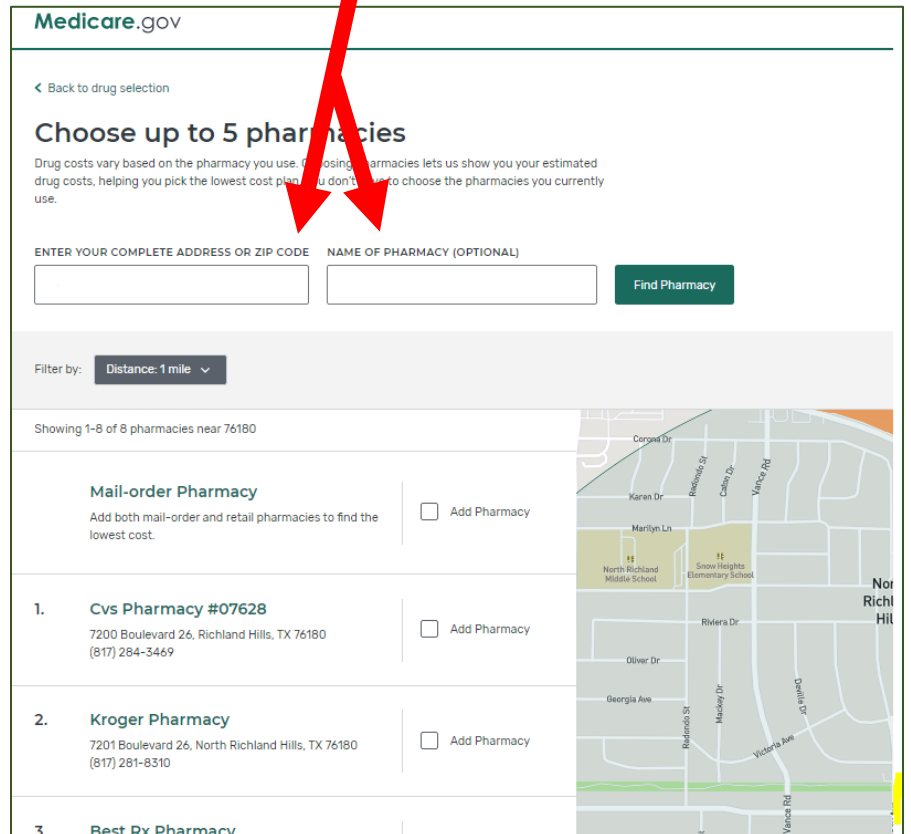 Medicare.gov
Back to drug selection
Choose up to 5 pharmacies
Drug costs vary based on the pharmacy you use. pharmacies lets us show you your estimated
drug costs, helping you pick the lowest cost don't to choose the pharmacies you currently
use.
ENTER YOUR COMPLETE ADDRESS OR ZIP CODE
NAME OF PHARMACY (OPTIONAL)
Find Pharmacy
Filter by:
Distance: 1 mile
Showing 1-8 of 8 pharmacies near 76180
Mail-order Pharmacy
Add both mail-order and retail pharmacies to find the
lowest cost.
Add Pharmacy
1.
Cvs Pharmacy #07628
7200 Boulevard 26, Richland Hills, TX 76180
(817) 284-3469
Add Pharmacy
2.
Kroger Pharmacy
7201 Boulevard 26, North Richland Hills, TX 76180
(817) 281-8310
Add Pharmacy
3.
Best Rx Pharmacy
Corona Dr
Redondo St
Caton Dr
Vance Rd
Karen Dr
Marilyn Ln
North Richland
Middle School
Snow Heights
Elementary School
Riviera Dr
Oliver Dr
Georgia Ave
Redondo St
Mackey Dr
Deville Dr
Victoria Ave
Vance Rd